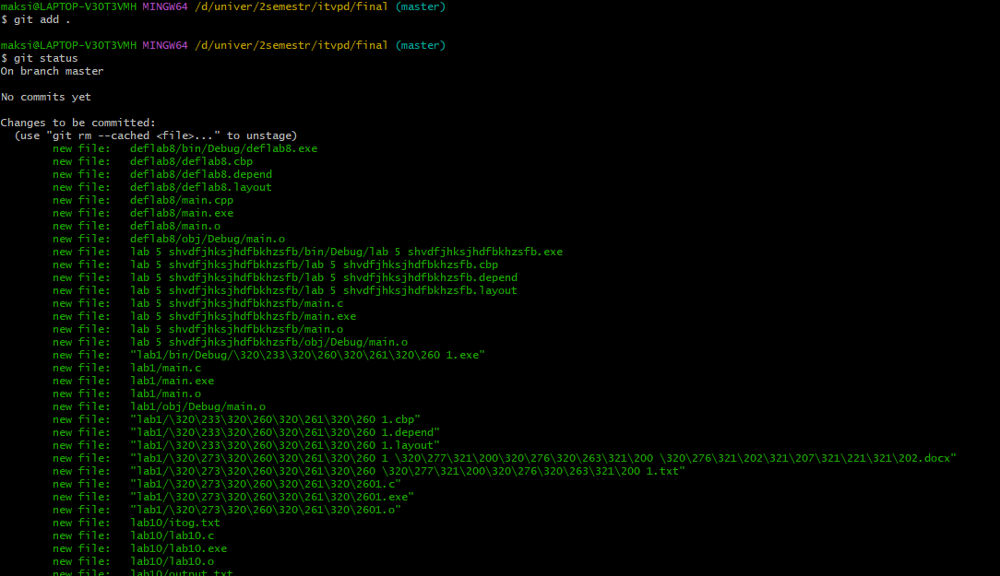 maksi@LAPTOP-V3OT3VMH MINGW64 /d/univer/2semestr/itvpd/final (master)
$ git add .
maksi@LAPTOP-V3OT3VMH MINGW64 /d/univer/2semestr/itvpd/final (master)
$ git status
On branch master
No commits yet
Changes to be committed:
  (use "git rm --cached <file>..." to unstage)
        new file:   deflab8/bin/Debug/deflab8.exe
        new file:   deflab8/deflab8.cbp
        new file:   deflab8/deflab8.depend
        new file:   deflab8/deflab8.layout
        new file:   deflab8/main.cpp
        new file:   deflab8/main.exe
        new file:   deflab8/main.o
        new file:   deflab8/obj/Debug/main.o
        new file:   lab 5 shvdfjhksjhdfbkhzsfb/bin/Debug/lab 5 shvdfjhksjhdfbkhzsfb.exe
        new file:   lab 5 shvdfjhksjhdfbkhzsfb/lab 5 shvdfjhksjhdfbkhzsfb.cbp
        new file:   lab 5 shvdfjhksjhdfbkhzsfb/lab 5 shvdfjhksjhdfbkhzsfb.depend
        new file:   lab 5 shvdfjhksjhdfbkhzsfb/lab 5 shvdfjhksjhdfbkhzsfb.layout
        new file:   lab 5 shvdfjhksjhdfbkhzsfb/main.c
        new file:   lab 5 shvdfjhksjhdfbkhzsfb/main.exe
        new file:   lab 5 shvdfjhksjhdfbkhzsfb/main.o
        new file:   lab 5 shvdfjhksjhdfbkhzsfb/obj/Debug/main.o
        new file:   "lab1/bin/Debug/\320\233\320\260\320\261\320\260 1.exe"
        new file:   lab1/main.c
        new file:   lab1/main.exe
        new file:   lab1/main.o
        new file:   lab1/obj/Debug/main.o
        new file:   "lab1/\320\233\320\260\320\261\320\260 1.cbp"
        new file:   "lab1/\320\233\320\260\320\261\320\260 1.depend"
        new file:   "lab1/\320\233\320\260\320\261\320\260 1.layout"
        new file:   "lab1/\320\273\320\260\320\261\320\260 1 \320\277\321\200\320\276\320\263\321\200 \320\276\321\202\321\207\321\221\321\202.docx"
        new file:   "lab1/\320\273\320\260\320\261\320\260 \320\277\321\200\320\276\320\263\321\200 1.txt"
        new file:   "lab1/\320\273\320\260\320\261\320\2601.c"
        new file:   "lab1/\320\273\320\260\320\261\320\2601.exe"
        new file:   "lab1/\320\273\320\260\320\261\320\2601.o"
        new file:   lab10/itog.txt
        new file:   lab10/lab10.c
        new file:   lab10/lab10.exe
        new file:   lab10/lab10.o
        new file:   lab10/output.txt